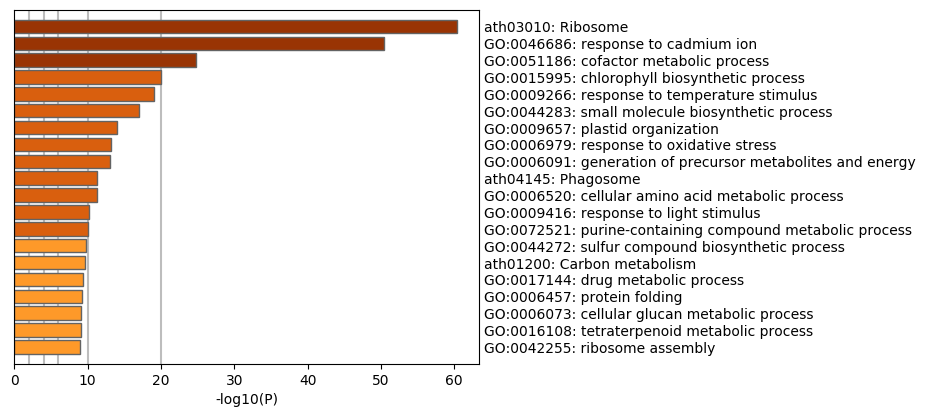 ath03010: Ribosome
GO:0046686: response to cadmium ion
GO:0051186: cofactor metabolic process
GO:0015995: chlorophyll biosynthetic process
GO:0009266: response to temperature stimulus
GO:0044283: small molecule biosynthetic process
GO:0009657: plastid organization
GO:0006979: response to oxidative stress
GO:0006091: generation of precursor metabolites and energy
ath04145: Phagosome
GO:0006520: cellular amino acid metabolic process
GO:0009416: response to light stimulus
GO:0072521: purine-containing compound metabolic process
GO:0044272: sulfur compound biosynthetic process
ath01200: Carbon metabolism
GO:0017144: drug metabolic process
GO:0006457: protein folding
GO:0006073: cellular glucan metabolic process
GO:0016108: tetraterpenoid metabolic process
GO:0042255: ribosome assembly
0 10 20 30 40 50 60
-log10(P)